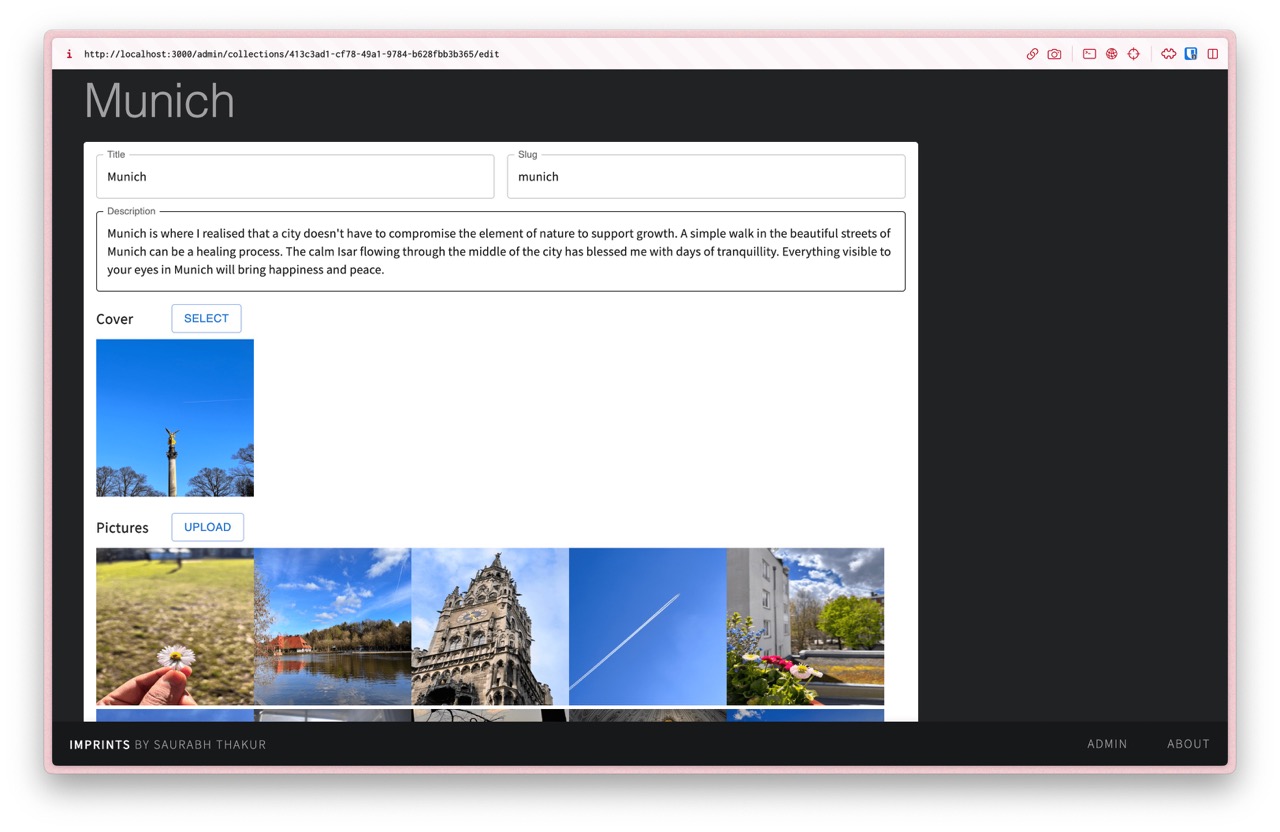 http://localhost:3000/admin/collections/413c3ad1-cf78-49a1-9784-b628fbb3b365/edit
Munich
Title
Munich
Slug
munich
Description
Munich is where I realised that a city doesn't have to compromise the element of nature to support growth. A simple walk in the beautiful streets of
Munich can be a healing process. The calm Isar flowing through the middle of the city has blessed me with days of tranquillity. Everything visible to
your eyes in Munich will bring happiness and peace.
Cover
SELECT
Pictures
UPLOAD
IMPRINTS BY SAURABH THAKUR
ADMIN
ABOUT